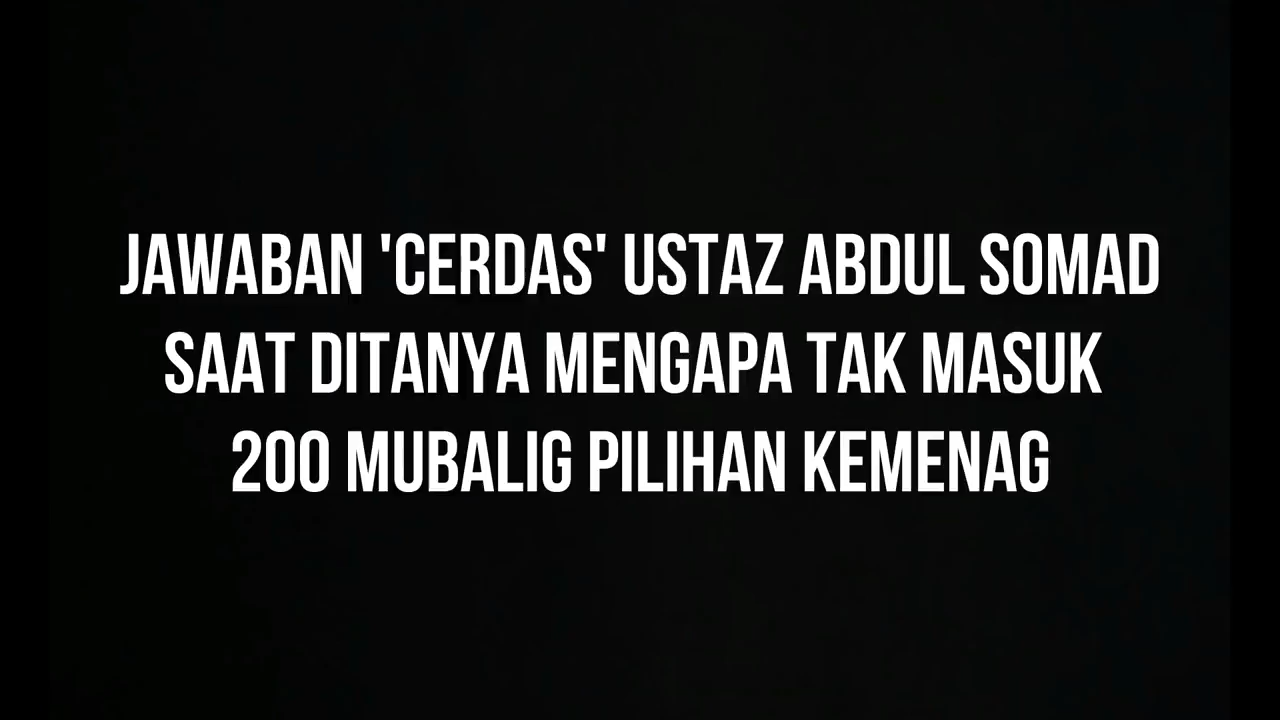 JAWABAN 'CERDAS' USTAZ ABDUL SOMAD
SAAT DITANYA MENGAPA TAK MASUK
200 MUBALIG PILIHAN KEMENAG